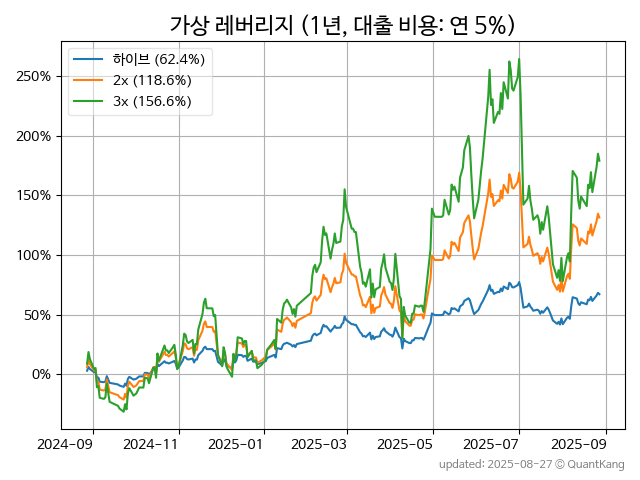 가상 레버리지 (1년, 대출 비용: 연 5%)
하이브 (62.4%)
2x (118.6%)
3x (156.6%)
250%
200%
150%
100%
50%
0%
2024-09 2024-11 2025-01 2025-03 2025-05 2025-07 2025-09
updated: 2025-08-27 © QuantKang